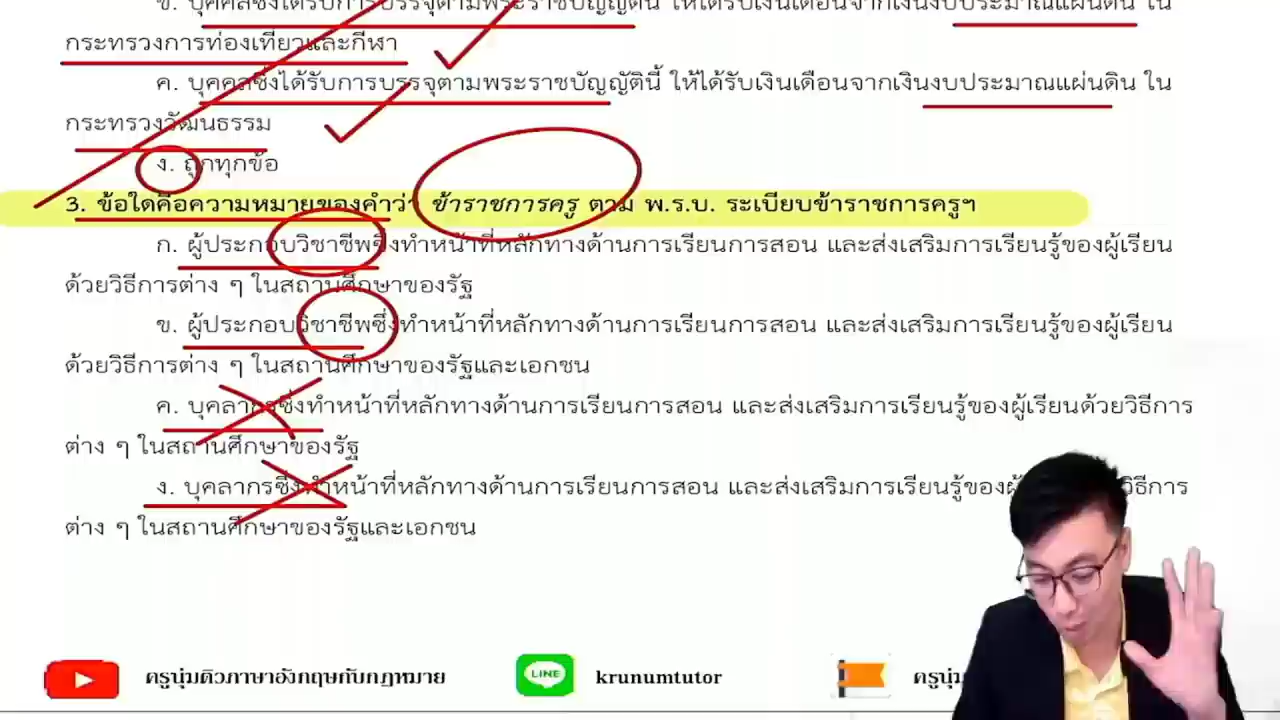 ข. บุคคลซึ่งได้รับการบรรจุตามพระราชบัญญัตินี้ ให้ได้รับเงินเดือนจากเงินงบประมาณแผ่นดิน ใน
กระทรวงการท่องเที่ยวและกีฬา
ค. บุคคลซึ่งได้รับการบรรจุตามพระราชบัญญัตินี้ ให้ได้รับเงินเดือนจากเงินงบประมาณแผ่นดิน ใน
กระทรวงวัฒนธรรม
ง. ถูกทุกข้อ
3. ข้อใดคือความหมายของคำว่า ข้าราชการครู ตาม พ.ร.บ. ระเบียบข้าราชการครูฯ
ก. ผู้ประกอบวิชาชีพซึ่งทำหน้าที่หลักทางด้านการเรียนการสอน และส่งเสริมการเรียนรู้ของผู้เรียน
ด้วยวิธีการต่าง ๆ ในสถานศึกษาของรัฐ
ข. ผู้ประกอบวิชาชีพซึ่งทำหน้าที่หลักทางด้านการเรียนการสอน และส่งเสริมการเรียนรู้ของผู้เรียน
ด้วยวิธีการต่าง ๆ ในสถานศึกษาของรัฐและเอกชน
ค. บุคลากรซึ่งทำหน้าที่หลักทางด้านการเรียนการสอน และส่งเสริมการเรียนรู้ของผู้เรียนด้วยวิธีการ
ต่าง ๆ ในสถานศึกษาของรัฐ
ง. บุคลากรซึ่งทำหน้าที่หลักทางด้านการเรียนการสอน และส่งเสริมการเรียนรู้ของ วิธีการ
ต่าง ๆ ในสถานศึกษาของรัฐและเอกชน
ครูนุ่มติวภาษาอังกฤษกับกฎหมาย LINE krunumtutor ครูนุ่ม